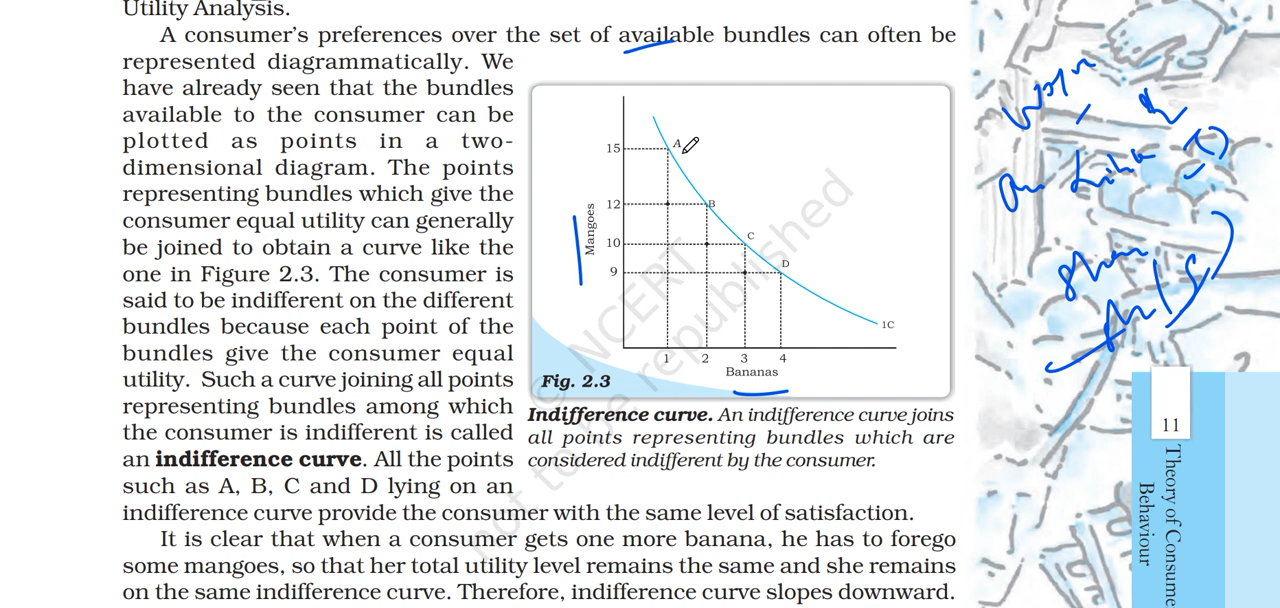 Utility Analysis.
A consumer's preferences over the set of available bundles can often be
represented diagrammatically. We
have already seen that the bundles
available to the consumer can be
plotted as points in a two-
dimensional diagram. The points
representing bundles which give the
consumer equal utility can generally
be joined to obtain a curve like the
one in Figure 2.3. The consumer is
said to be indifferent on the different
bundles because each point of the
bundles give the consumer equal
utility. Such a curve joining all points
representing bundles among which
the consumer is indifferent is called
an indifference curve. All the points
such as A, B, C and D lying on an
indifference curve provide the consumer with the same level of satisfaction.
It is clear that when a consumer gets one more banana, he has to forego
some mangoes, so that her total utility level remains the same and she remains
on the same indifference curve. Therefore, indifference curve slopes downward.
Mangoes
15
12
10
9
A
B
C
D
1C
1 2 3 4
Bananas
Fig. 2.3
Indifference curve. An indifference curve joins
all points representing bundles which are
considered indifferent by the consumer.
© NCERT
not to be republished
11
Theory of Consume
Behaviour